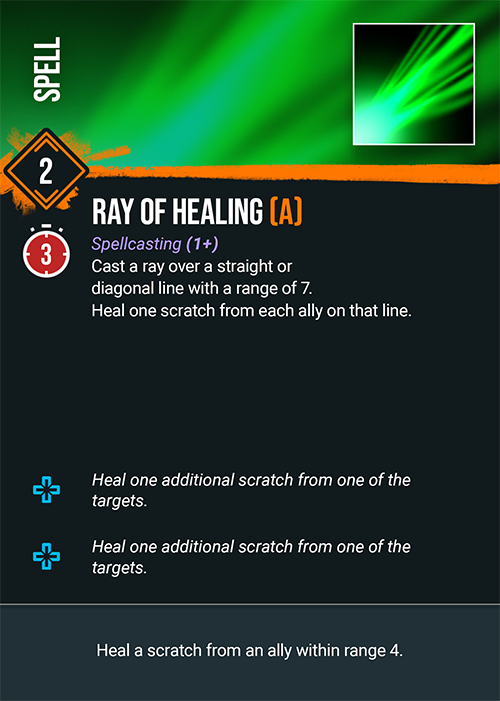 SPELL
2
RAY OF HEALING (A)
3
Spellcasting (1+)
Cast a ray over a straight or
diagonal line with a range of 7.
Heal one scratch from each ally on that line.
Heal one additional scratch from one of the
targets.
Heal one additional scratch from one of the
targets.
Heal a scratch from an ally within range 4.